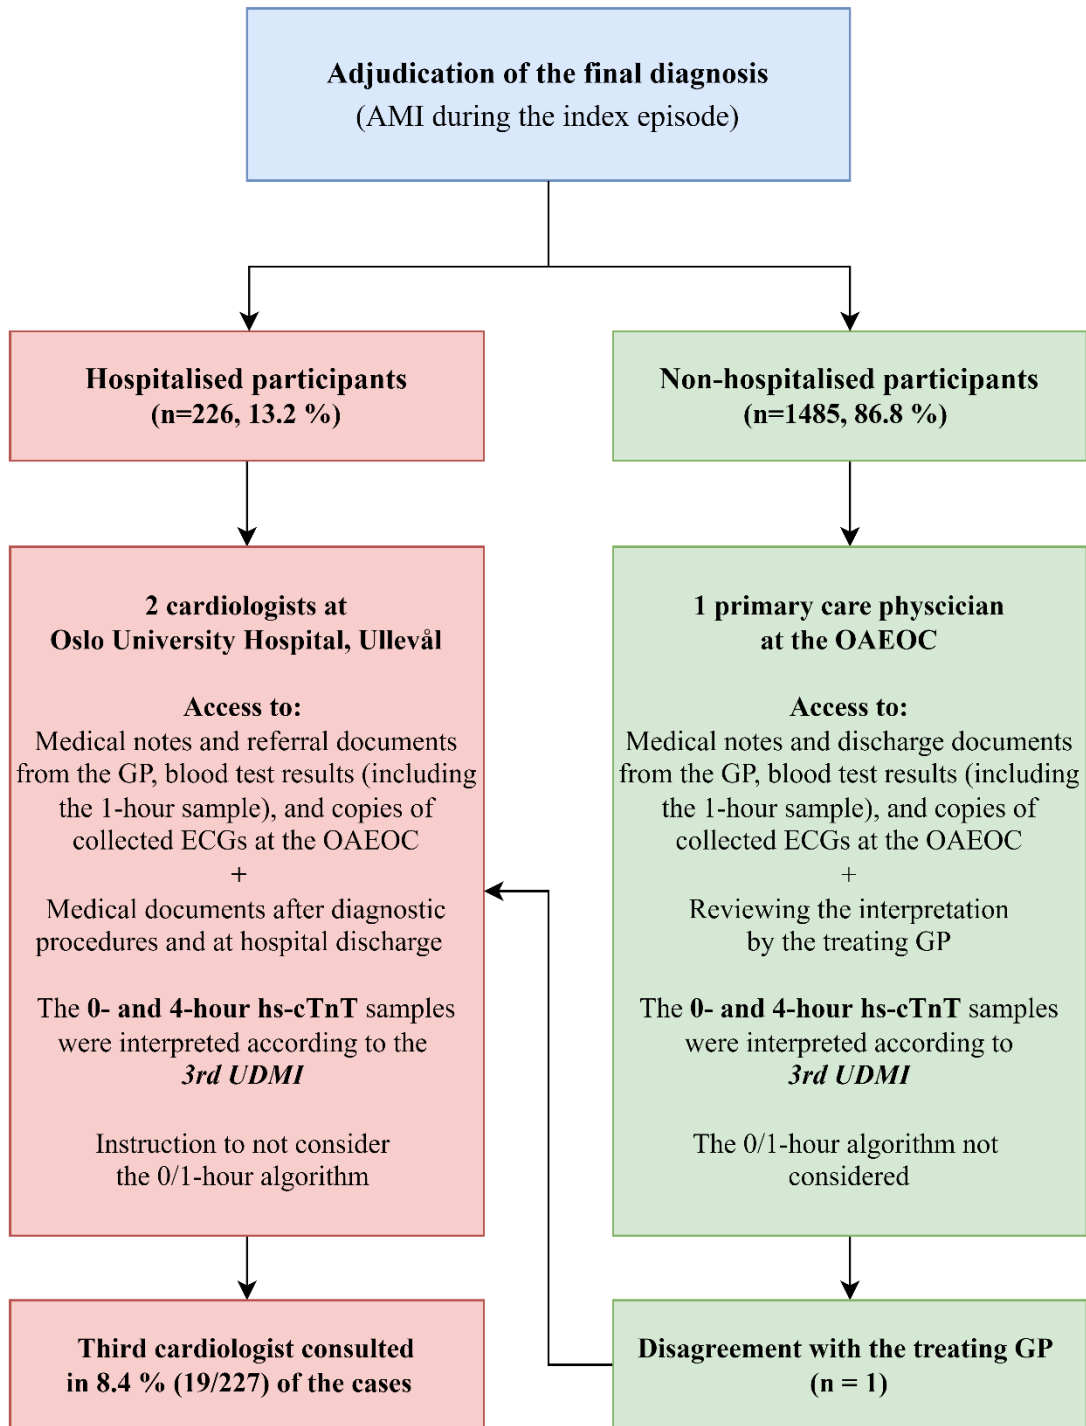 Adjudication of the final diagnosis
(AMI during the index episode)
Hospitalised participants
(n=226, 13.2 %)
Non-hospitalised participants
(n=1485, 86.8 %)
2 cardiologists at
Oslo University Hospital, Ullevål
Access to:
Medical notes and referral documents
from the GP, blood test results (including
the 1-hour sample), and copies of
collected ECGs at the OAEOC
+
Medical documents after diagnostic
procedures and at hospital discharge
The 0- and 4-hour hs-cTnT samples
were interpreted according to the
3rd UDMI
Instruction to not consider
the 0/1-hour algorithm
1 primary care physcician
at the OAEOC
Access to:
Medical notes and discharge documents
from the GP, blood test results (including
the 1-hour sample), and copies of
collected ECGs at the OAEOC
+
Reviewing the interpretation
by the treating GP
The 0- and 4-hour hs-cTnT samples
were interpreted according to
3rd UDMI
The 0/1-hour algorithm not
considered
Third cardiologist consulted
in 8.4 % (19/227) of the cases
Disagreement with the treating GP
(n = 1)